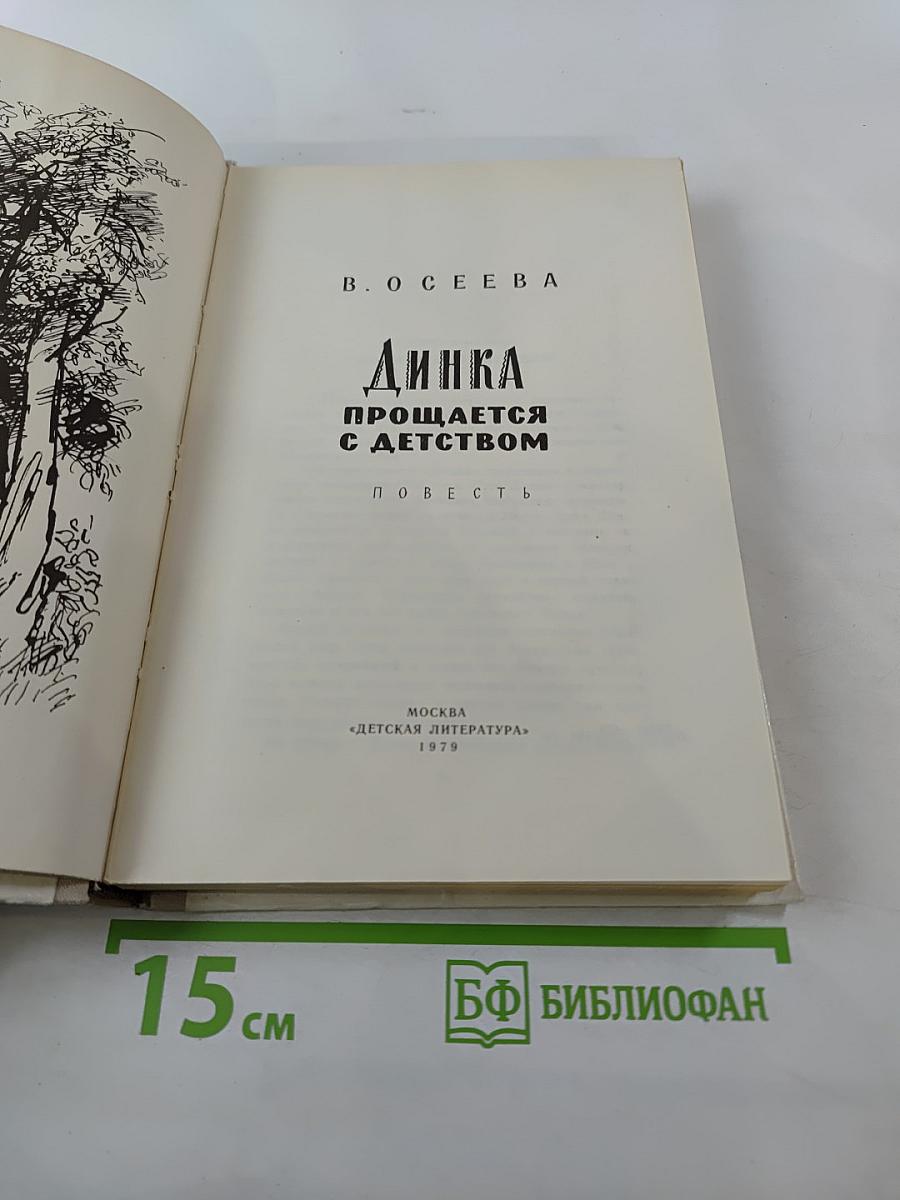 В. ОСЕЕВА
ДИНКА
ПРОЩАЕТСЯ
С ДЕТСТВОМ
ПОВЕСТЬ
МОСКВА
«ДЕТСКАЯ ЛИТЕРАТУРА»
1979
15 см
БФ БИБЛИОФАН